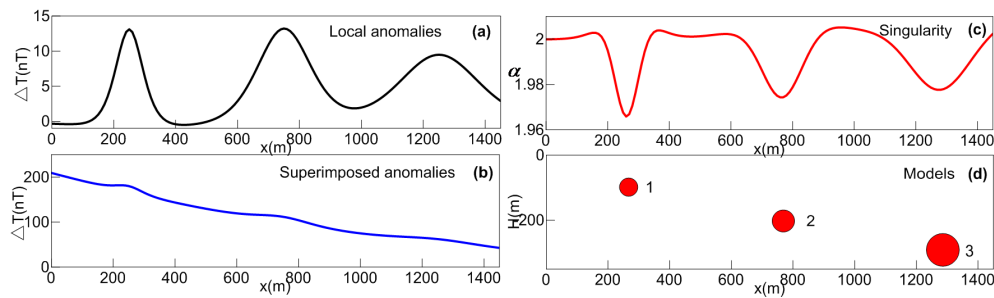 15
10
5
0
△T(nT)
Local anomalies
(a)
0 200 400 600 800 1000 1200 1400
x(m)
200
100
0
△T(nT)
Superimposed anomalies
(b)
0 200 400 600 800 1000 1200 1400
x(m)
2
1.98
1.96
α
Singularity
(c)
0 200 400 600 800 1000 1200 1400
x(m)
0
-200
H(m)
Models
(d)
1
2
3
0 200 400 600 800 1000 1200 1400
x(m)